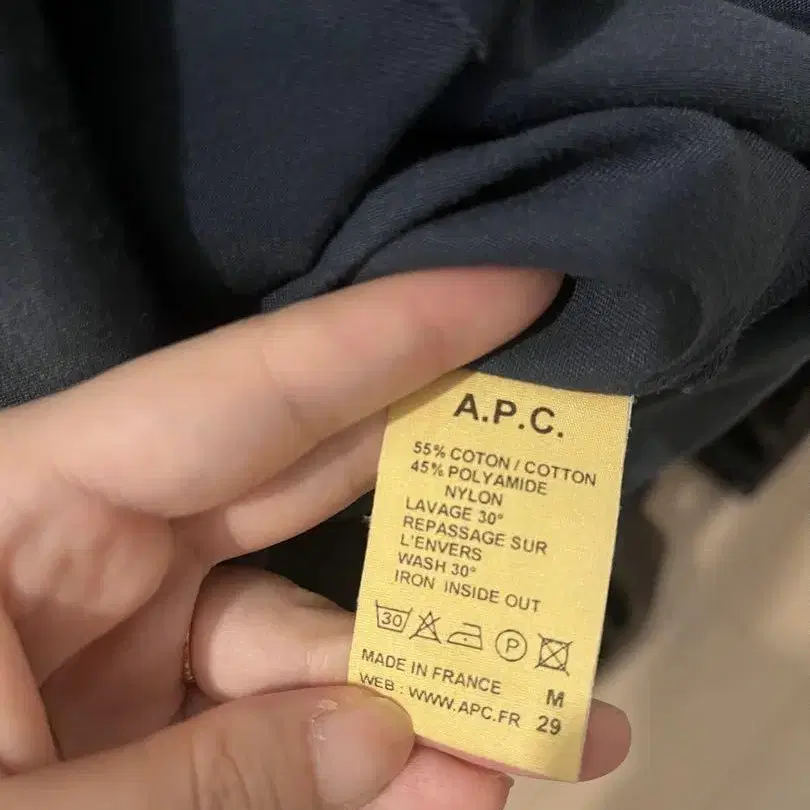 A.P.C.
55% COTON / COTTON
45% POLYAMIDE
NYLON
LAVAGE 30°
REPASSAGE SUR
L'ENVERS
WASH 30°
IRON INSIDE OUT
30 P
MADE IN FRANCE M
WEB : WWW.APC.FR 29